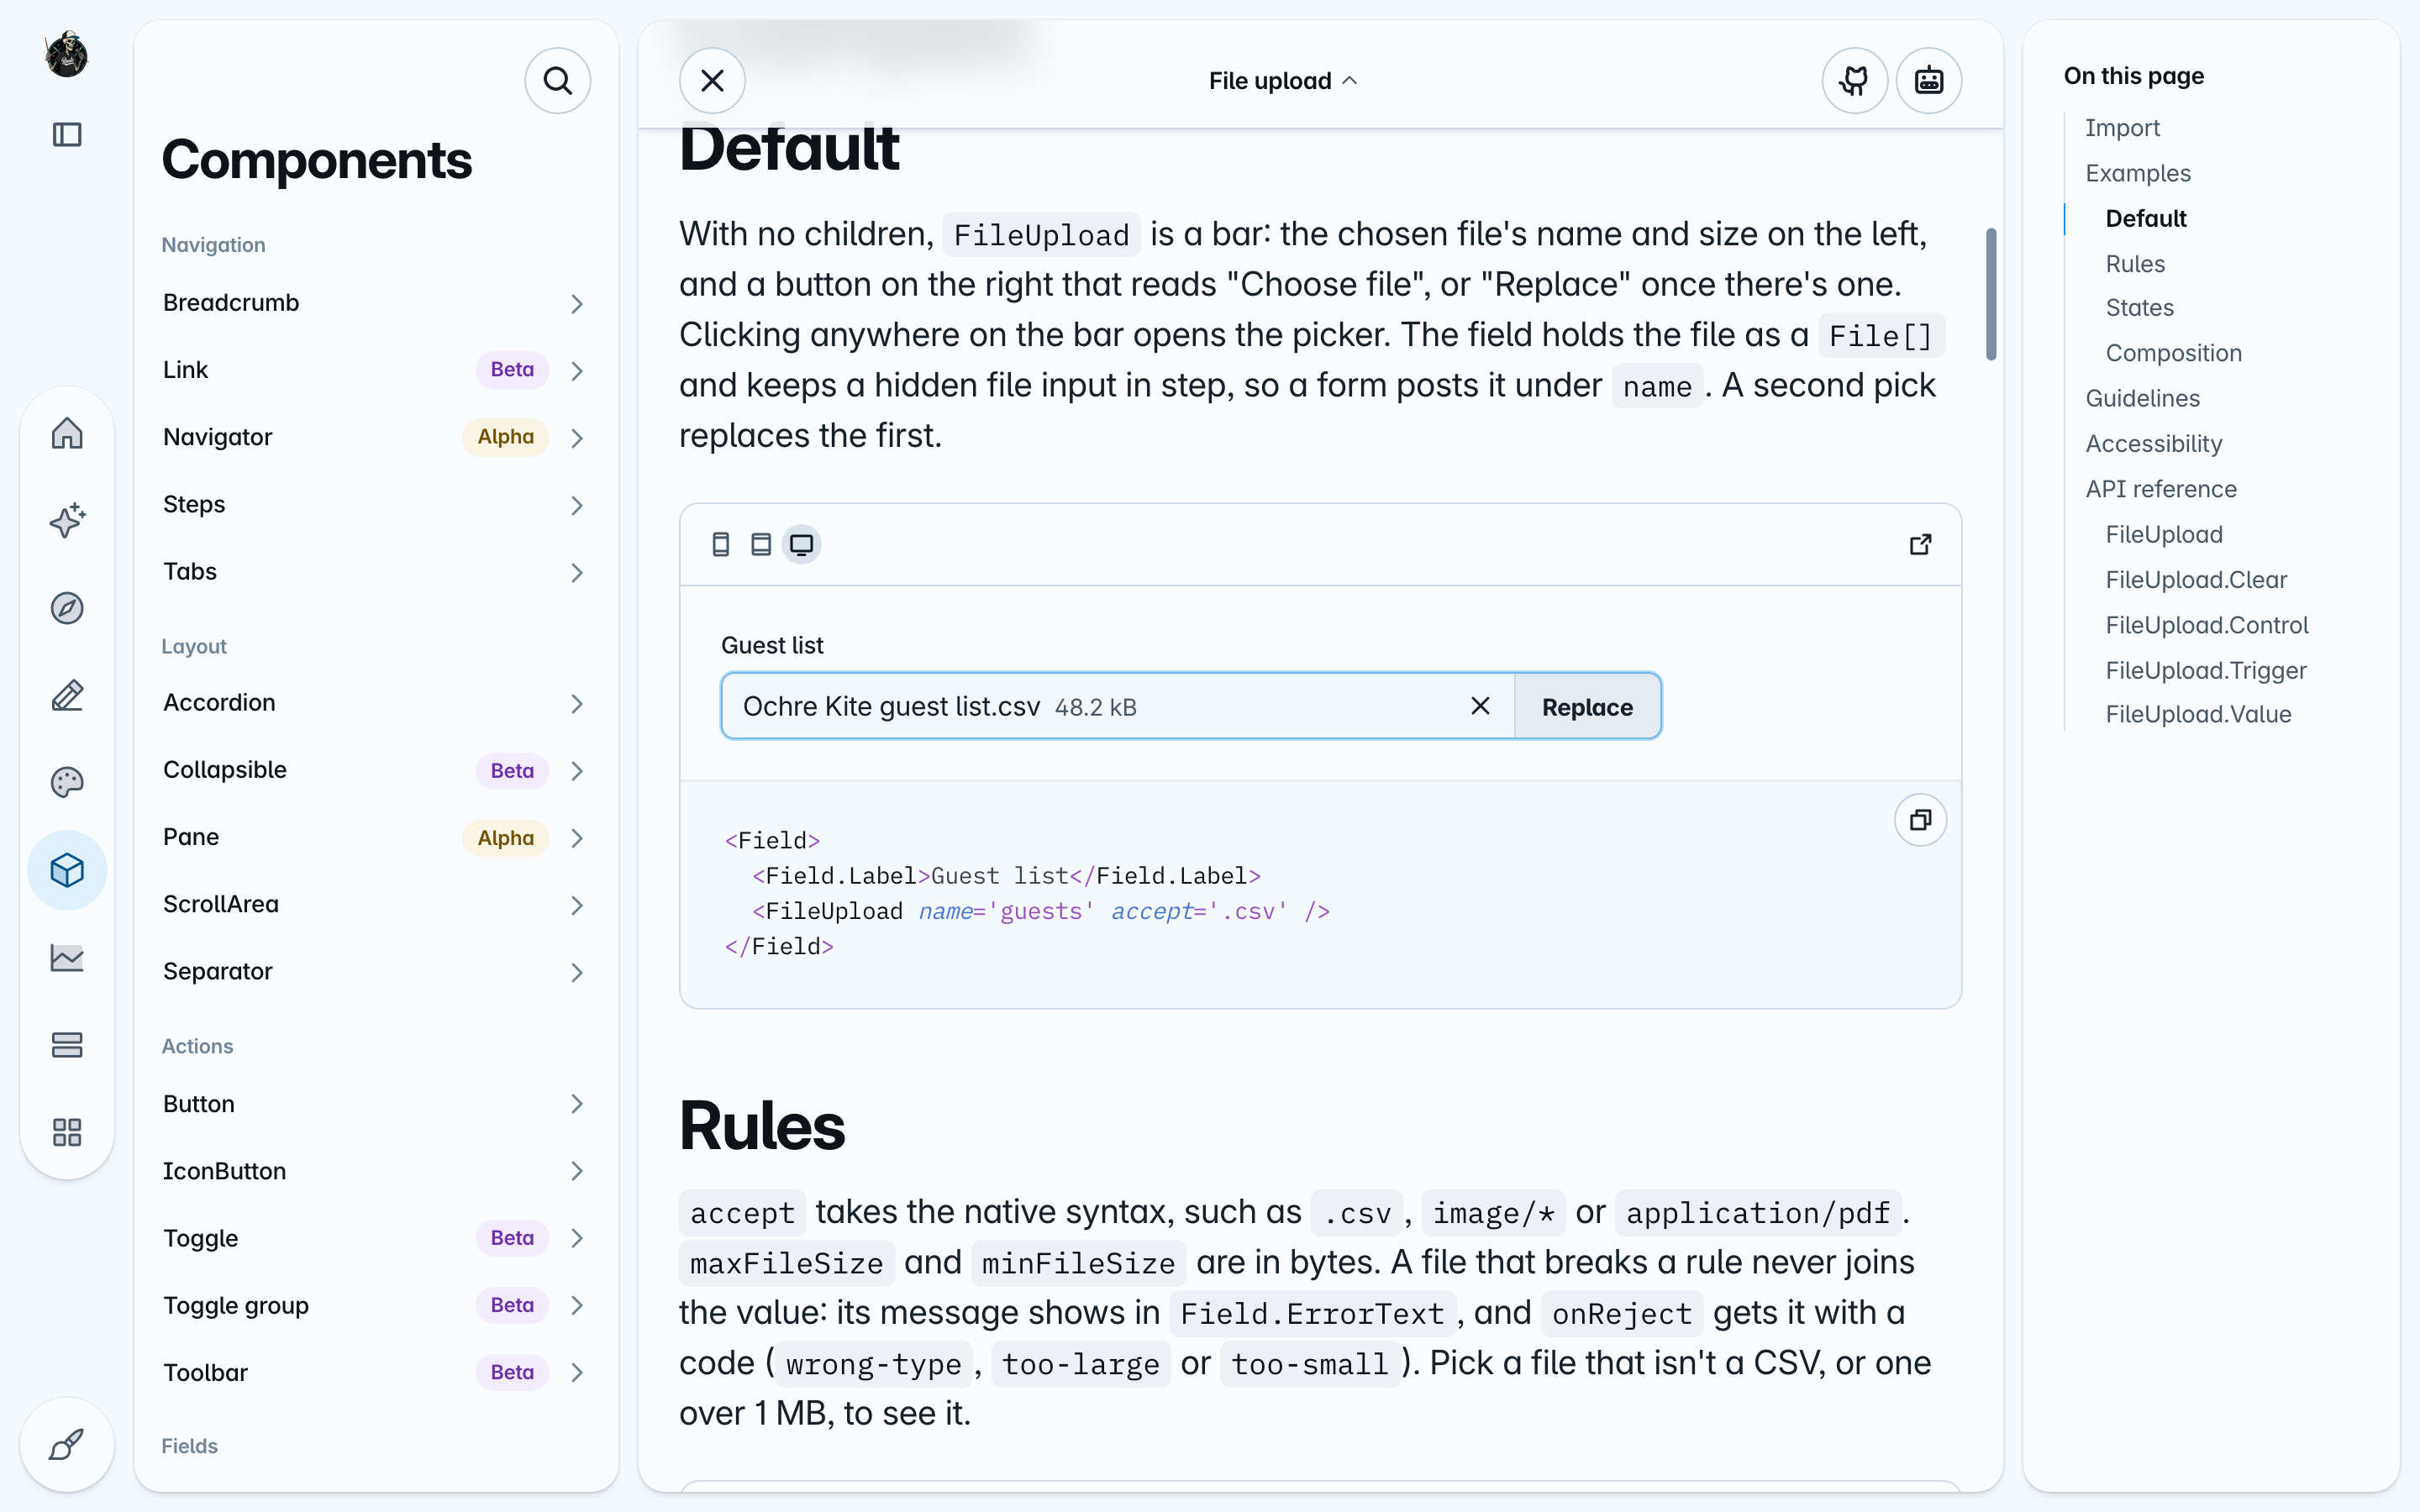 Components
Navigation
Breadcrumb
Link Beta
Navigator Alpha
Steps
Tabs
Layout
Accordion
Collapsible Beta
Pane Alpha
ScrollArea
Separator
Actions
Button
IconButton
Toggle Beta
Toggle group Beta
Toolbar Beta
Fields
File upload
Default
With no children, FileUpload is a bar: the chosen file's name and size on the left,
and a button on the right that reads "Choose file", or "Replace" once there's one.
Clicking anywhere on the bar opens the picker. The field holds the file as a File[]
and keeps a hidden file input in step, so a form posts it under name. A second pick
replaces the first.
Guest list
Ochre Kite guest list.csv 48.2 kB Replace
<Field>
  <Field.Label>Guest list</Field.Label>
  <FileUpload name='guests' accept='.csv' />
</Field>
Rules
accept takes the native syntax, such as .csv, image/* or application/pdf.
maxFileSize and minFileSize are in bytes. A file that breaks a rule never joins
the value: its message shows in Field.ErrorText, and onReject gets it with a
code (wrong-type, too-large or too-small). Pick a file that isn't a CSV, or one
over 1 MB, to see it.
On this page
Import
Examples
Default
Rules
States
Composition
Guidelines
Accessibility
API reference
FileUpload
FileUpload.Clear
FileUpload.Control
FileUpload.Trigger
FileUpload.Value